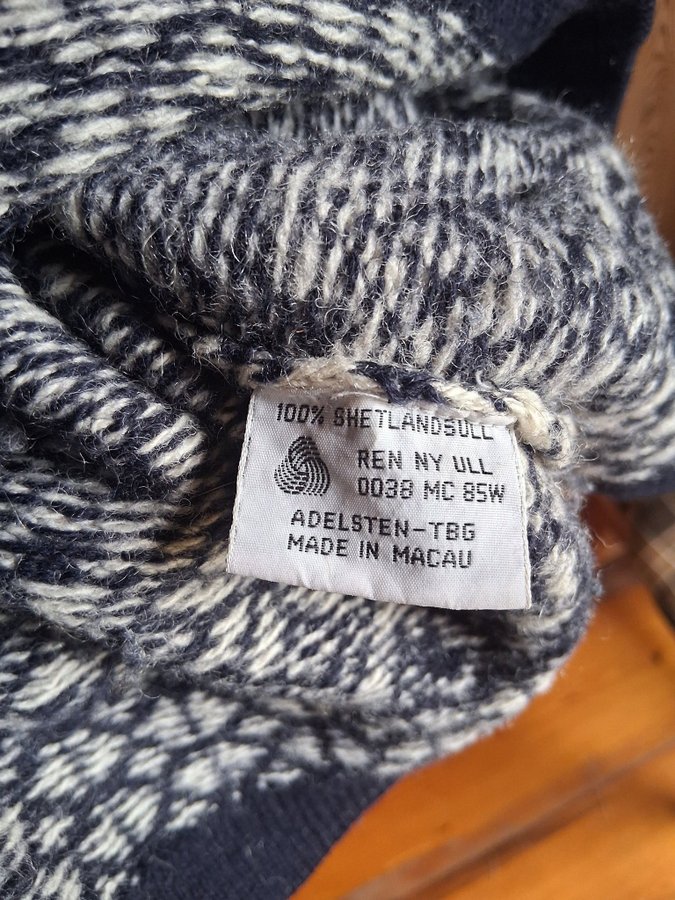 100% SHETLANDSULL
REN NY ULL
0038 MC 85W
ADELSTEN-TBG
MADE IN MACAU